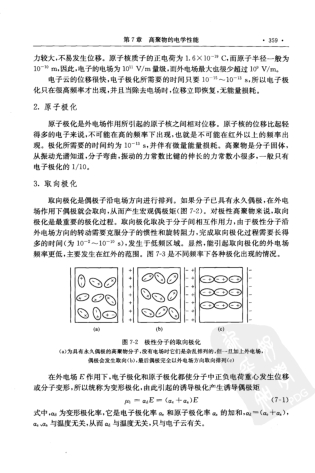 第7章 高聚物的电学性能 · 359 ·
力较大,不易发生位移。原子核质子的正电荷为 1.6×10⁻¹⁹ C,而原子半径一般为
10⁻¹⁰ m,因此,电子的电场为 10¹¹ V/m 量级,而外电场最大也很少超过 10⁸ V/m。
电子云的位移很快,电子极化所需要的时间只要 10⁻¹⁵~10⁻¹³ s,所以电子极
化只在很高频率才出现,并且当除去电场时,位移立即恢复,无能量损耗。
2. 原子极化
原子极化是外电场作用所引起的原子核之间相对位移。原子核的位移比起轻
得多的电子来说,不可能在高的频率下出现,也就是不可能在红外以上的频率出
现。极化所需要的时间约为 10⁻¹³ s,并伴有微量能量损耗。高聚物是分子固体,
从振动光谱知道,分子弯曲、振动的力常数比键的伸长的力常数小很多,一般只有
电子极化的 1/10。
3. 取向极化
取向极化是偶极子沿电场方向进行排列。如果分子已具有永久偶极,在外电
场作用下偶极就会取向,从而产生宏观偶极矩(图 7-2)。对极性高聚物来说,取向
极化是最重要的极化过程。取向极化取决于分子间相互作用力,由于极性分子沿
外电场方向的转动需要克服分子的惯性和旋转阻力,完成取向极化过程需要长得
多的时间(为 10⁻²~10⁻¹⁰ s),发生于低频区域。显然,能引起取向极化的外电场
频率更低,主要发生在红外的范围。图 7-3 是不同频率下各种极化出现的情况。
(a) (b) (c)
图 7-2 极性分子的取向极化
(a)为具有永久偶极的高聚物分子,没有电场时它们是杂乱排列的,但一旦加上外电场,
偶极会发生取向(b),最后偶极完全以外电场方向取向排列(c)
在外电场 E 作用下,电子极化和原子极化都使分子中正负电荷重心发生位移
或分子变形,所以统称为变形极化,由此引起的诱导极化产生诱导偶极矩
μ₁ = α_dE = (αₑ + αₐ)E (7-1)
式中,α_d 为变形极化率,它是电子极化率 αₑ 和原子极化率 αₐ 的加和,α_d=(αₑ+αₐ),
αₑ、αₐ 与温度无关,从而 α_d 与温度无关,只与电子云有关。